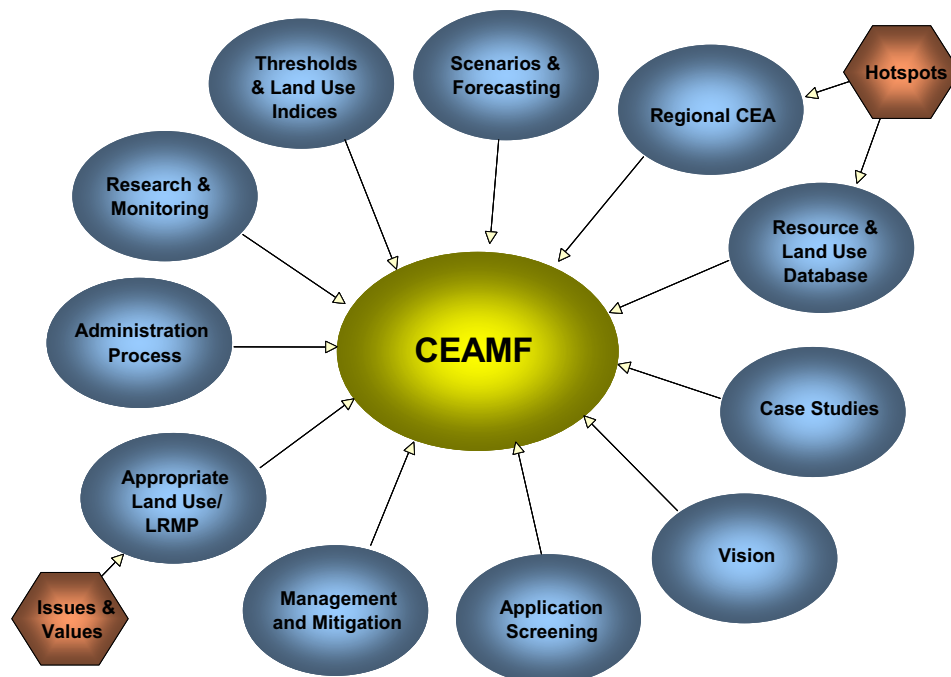 Thresholds
& Land Use
Indices
Scenarios &
Forecasting
Regional CEA
Hotspots
Research &
Monitoring
Resource &
Land Use
Database
Administration
Process
CEAMF
Case Studies
Appropriate
Land Use/
LRMP
Vision
Issues &
Values
Management
and Mitigation
Application
Screening